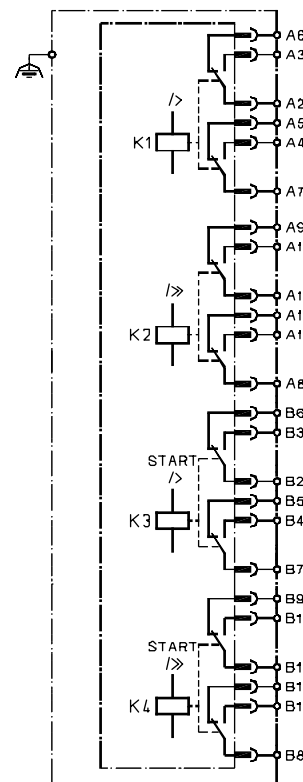 A6
A3
A2
A5
K1
I>
A4
A7
A9
A1
A1
A1
K2
I≫
A1
A8
B6
B3
START
I>
B2
B5
K3
B4
B7
B9
B1
START
I≫
B1
B1
K4
B1
B8